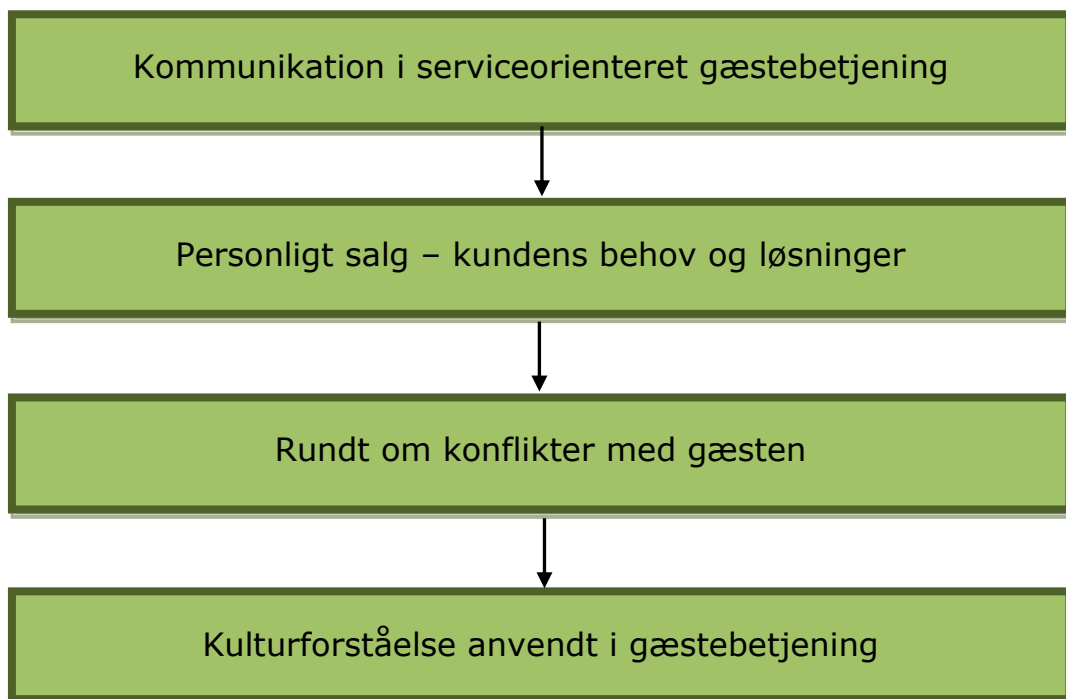 Kommunikation i serviceorienteret gæstebetjening
Personligt salg – kundens behov og løsninger
Rundt om konflikter med gæsten
Kulturforståelse anvendt i gæstebetjening